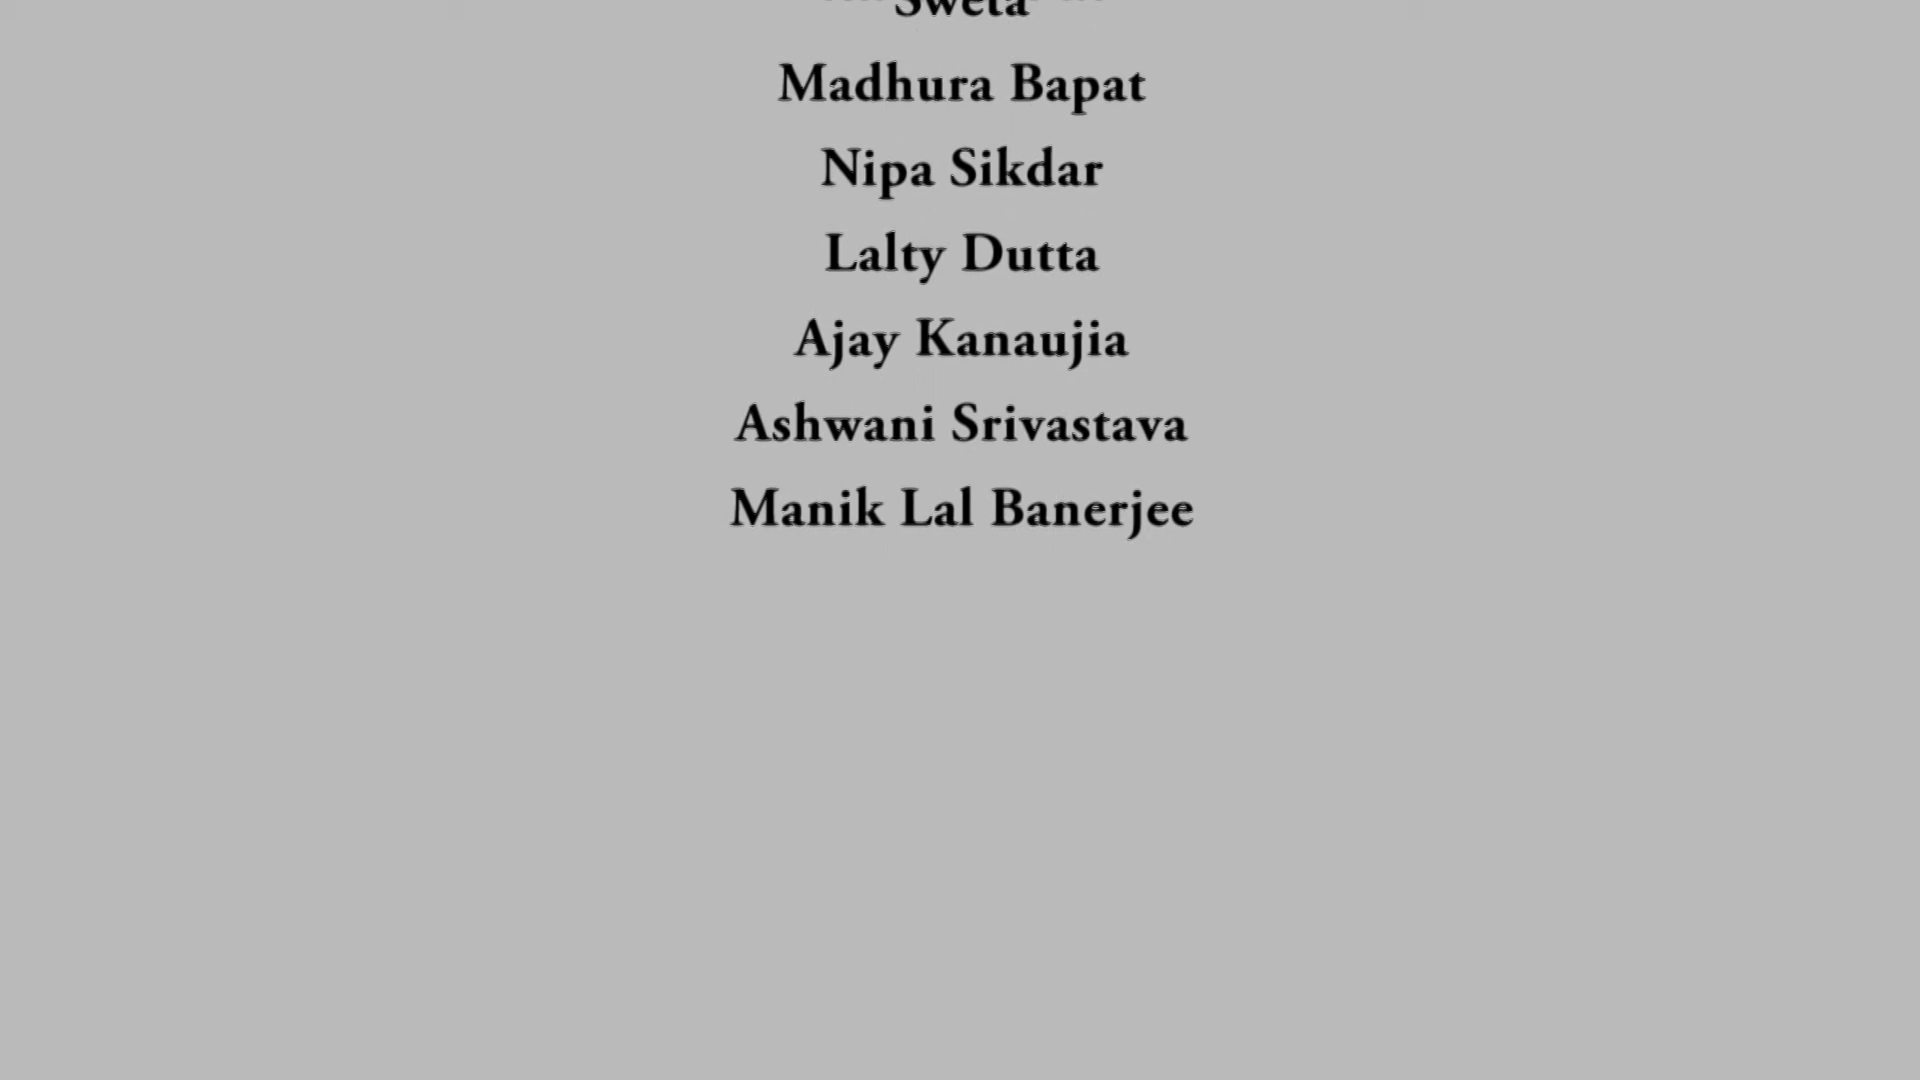 Sweta
Madhura Bapat
Nipa Sikdar
Lalty Dutta
Ajay Kanaujia
Ashwani Srivastava
Manik Lal Banerjee